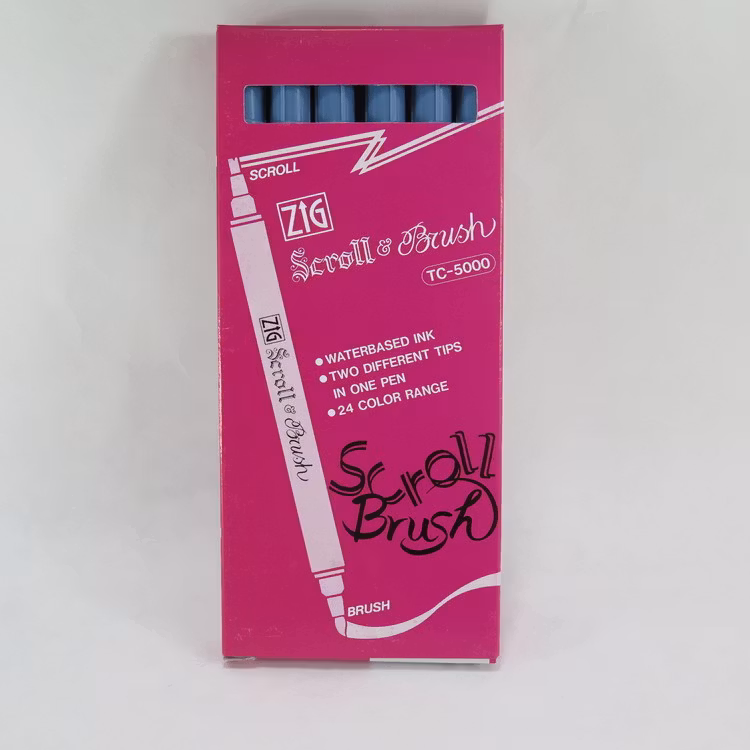 SCROLL
ZIG
Scroll & Brush
TC-5000
ZIG Scroll & Brush
● WATERBASED INK
● TWO DIFFERENT TIPS
IN ONE PEN
● 24 COLOR RANGE
Scroll
Brush
BRUSH